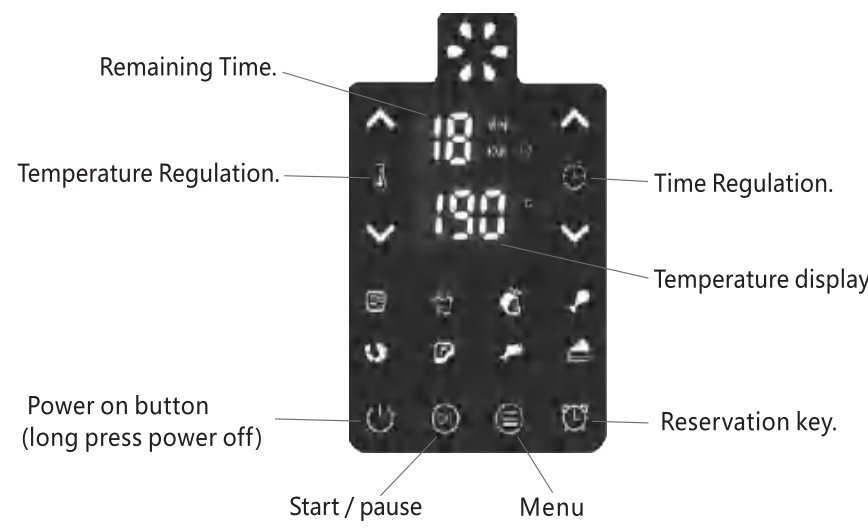 Remaining Time.
18
Temperature Regulation.
Time Regulation.
190
Temperature display
Power on button
(long press power off)
Reservation key.
Start / pause
Menu